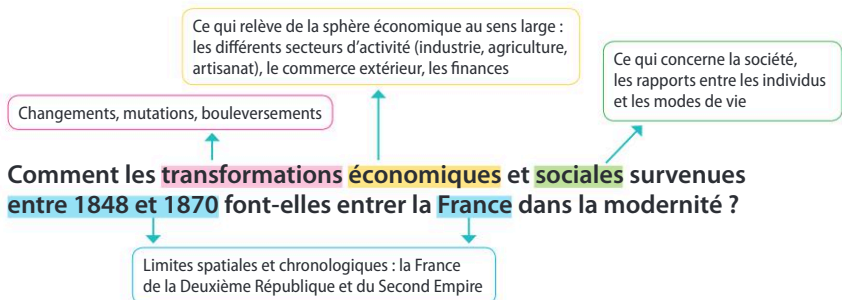 Ce qui relève de la sphère économique au sens large :
les différents secteurs d'activité (industrie, agriculture,
artisanat), le commerce extérieur, les finances
Ce qui concerne la société,
les rapports entre les individus
et les modes de vie
Changements, mutations, bouleversements
Comment les transformations économiques et sociales survenues
entre 1848 et 1870 font-elles entrer la France dans la modernité ?
Limites spatiales et chronologiques : la France
de la Deuxième République et du Second Empire